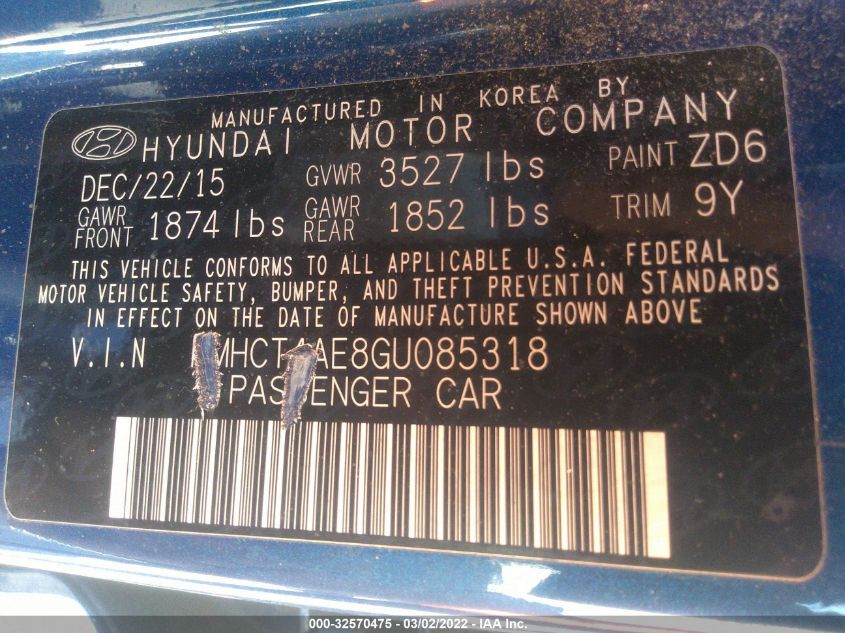 MANUFACTURED IN KOREA BY
HYUNDAI MOTOR COMPANY
DEC/22/15 GVWR 3527 lbs PAINT ZD6
GAWR FRONT 1874 lbs GAWR REAR 1852 lbs TRIM 9Y
THIS VEHICLE CONFORMS TO ALL APPLICABLE U.S.A. FEDERAL
MOTOR VEHICLE SAFETY, BUMPER, AND THEFT PREVENTION STANDARDS
IN EFFECT ON THE DATE OF MANUFACTURE SHOWN ABOVE
V.I.N
PASSENGER CAR
000-32570475 - 03/02/2022 - IAA Inc.